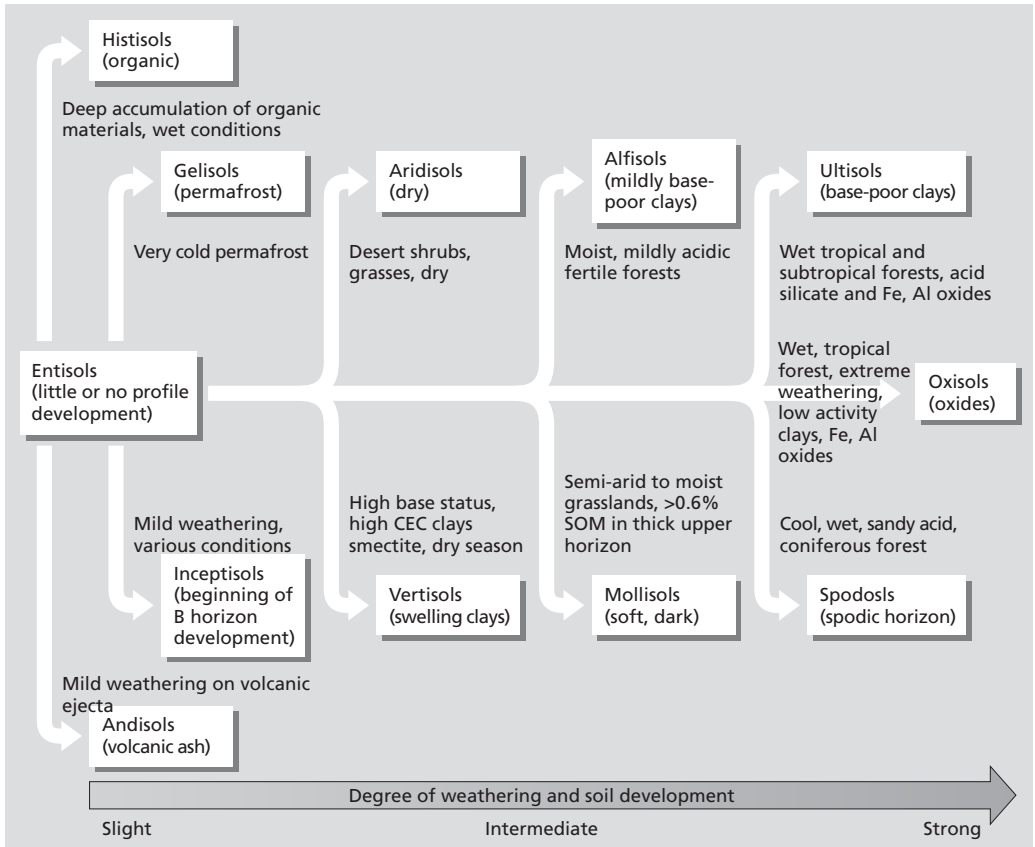 Histisols
(organic)
Deep accumulation of organic
materials, wet conditions
Gelisols
(permafrost)
Very cold permafrost
Aridisols
(dry)
Desert shrubs,
grasses, dry
Alfisols
(mildly base-
poor clays)
Moist, mildly acidic
fertile forests
Ultisols
(base-poor clays)
Wet tropical and
subtropical forests, acid
silicate and Fe, Al oxides
Entisols
(little or no profile
development)
Wet, tropical
forest, extreme
weathering,
low activity
clays, Fe, Al
oxides
Oxisols
(oxides)
Mild weathering,
various conditions
Inceptisols
(beginning of
B horizon
development)
High base status,
high CEC clays
smectite, dry season
Vertisols
(swelling clays)
Semi-arid to moist
grasslands, >0.6%
SOM in thick upper
horizon
Mollisols
(soft, dark)
Cool, wet, sandy acid,
coniferous forest
Spodosls
(spodic horizon)
Mild weathering on volcanic
ejecta
Andisols
(volcanic ash)
Degree of weathering and soil development
Slight
Intermediate
Strong